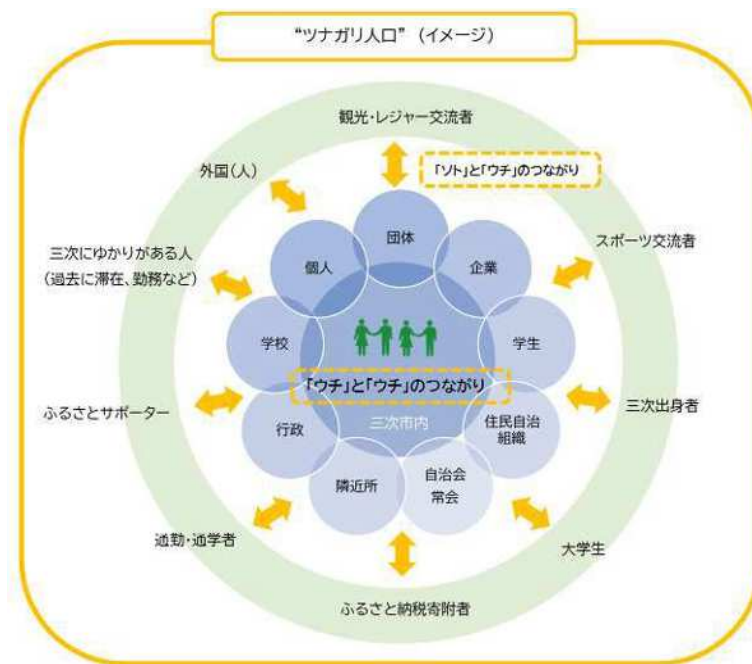 “ツナガリ人口” (イメージ)
観光・レジャー交流者
「ソト」と「ウチ」のつながり
外国(人)
スポーツ交流者
三次にゆかりがある人
(過去に滞在、勤務など)
団体
個人
企業
学校
学生
「ウチ」と「ウチ」のつながり
三次市内
ふるさとサポーター
三次出身者
行政
住民自治
組織
隣近所
自治会
常会
通勤・通学者
大学生
ふるさと納税寄附者